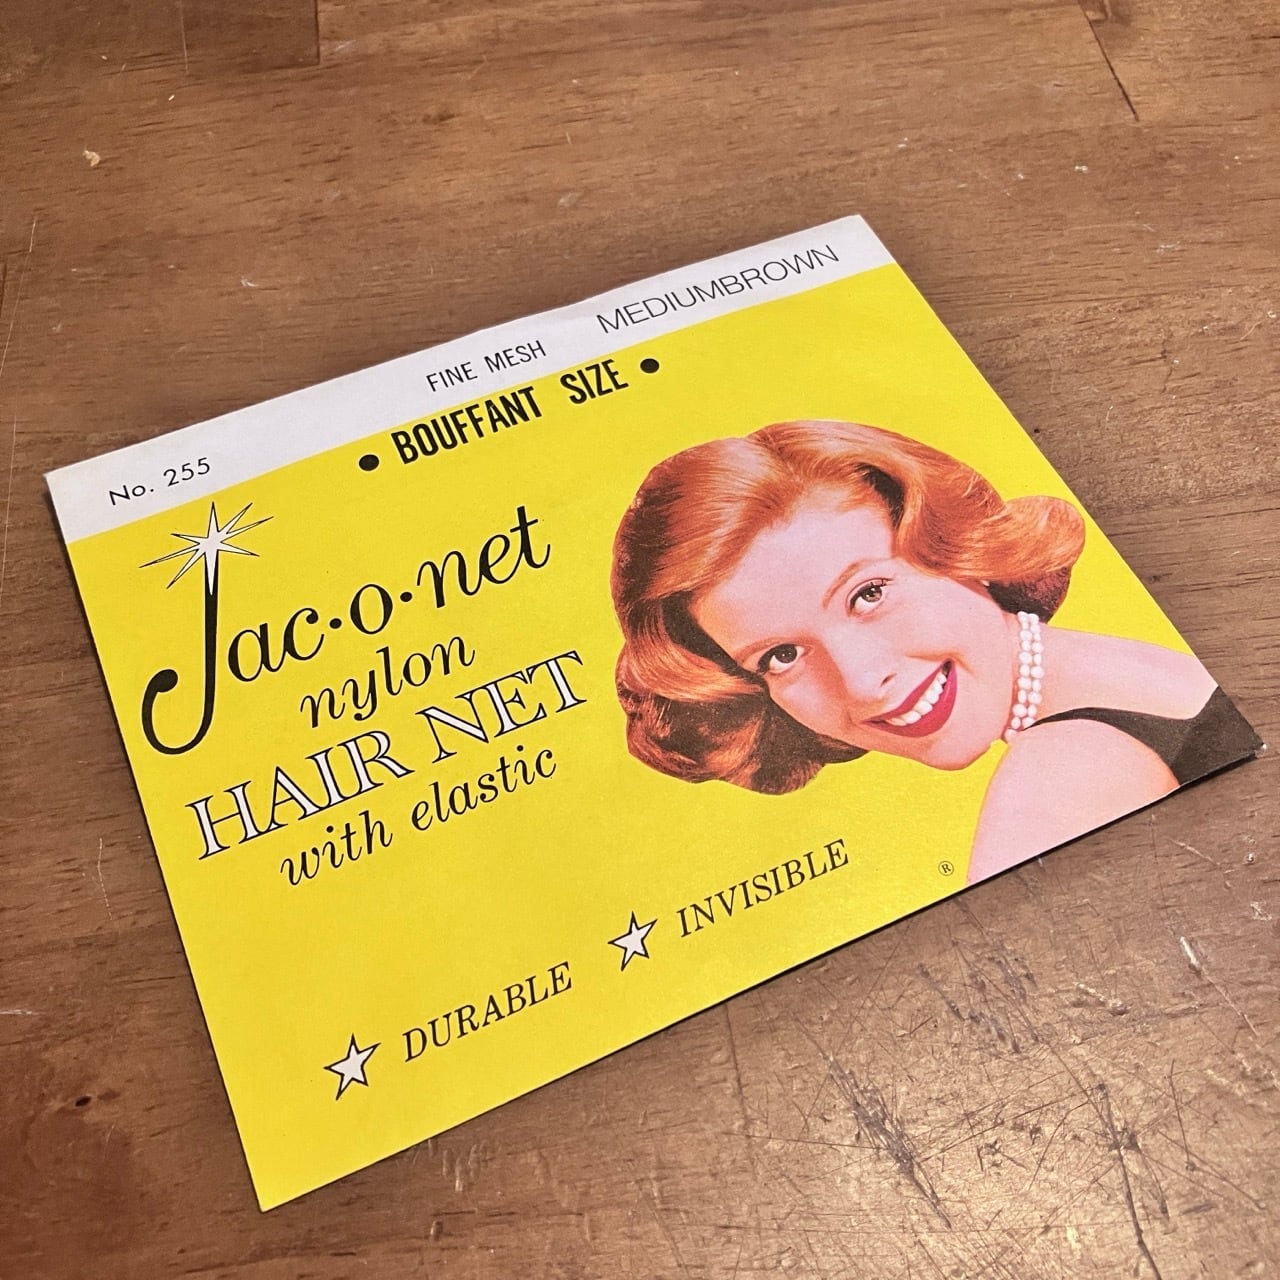 No. 255 FINE MESH MEDIUMBROWN
• BOUFFANT SIZE •
Jac·o·net
nylon
HAIR NET
with elastic
DURABLE INVISIBLE
®